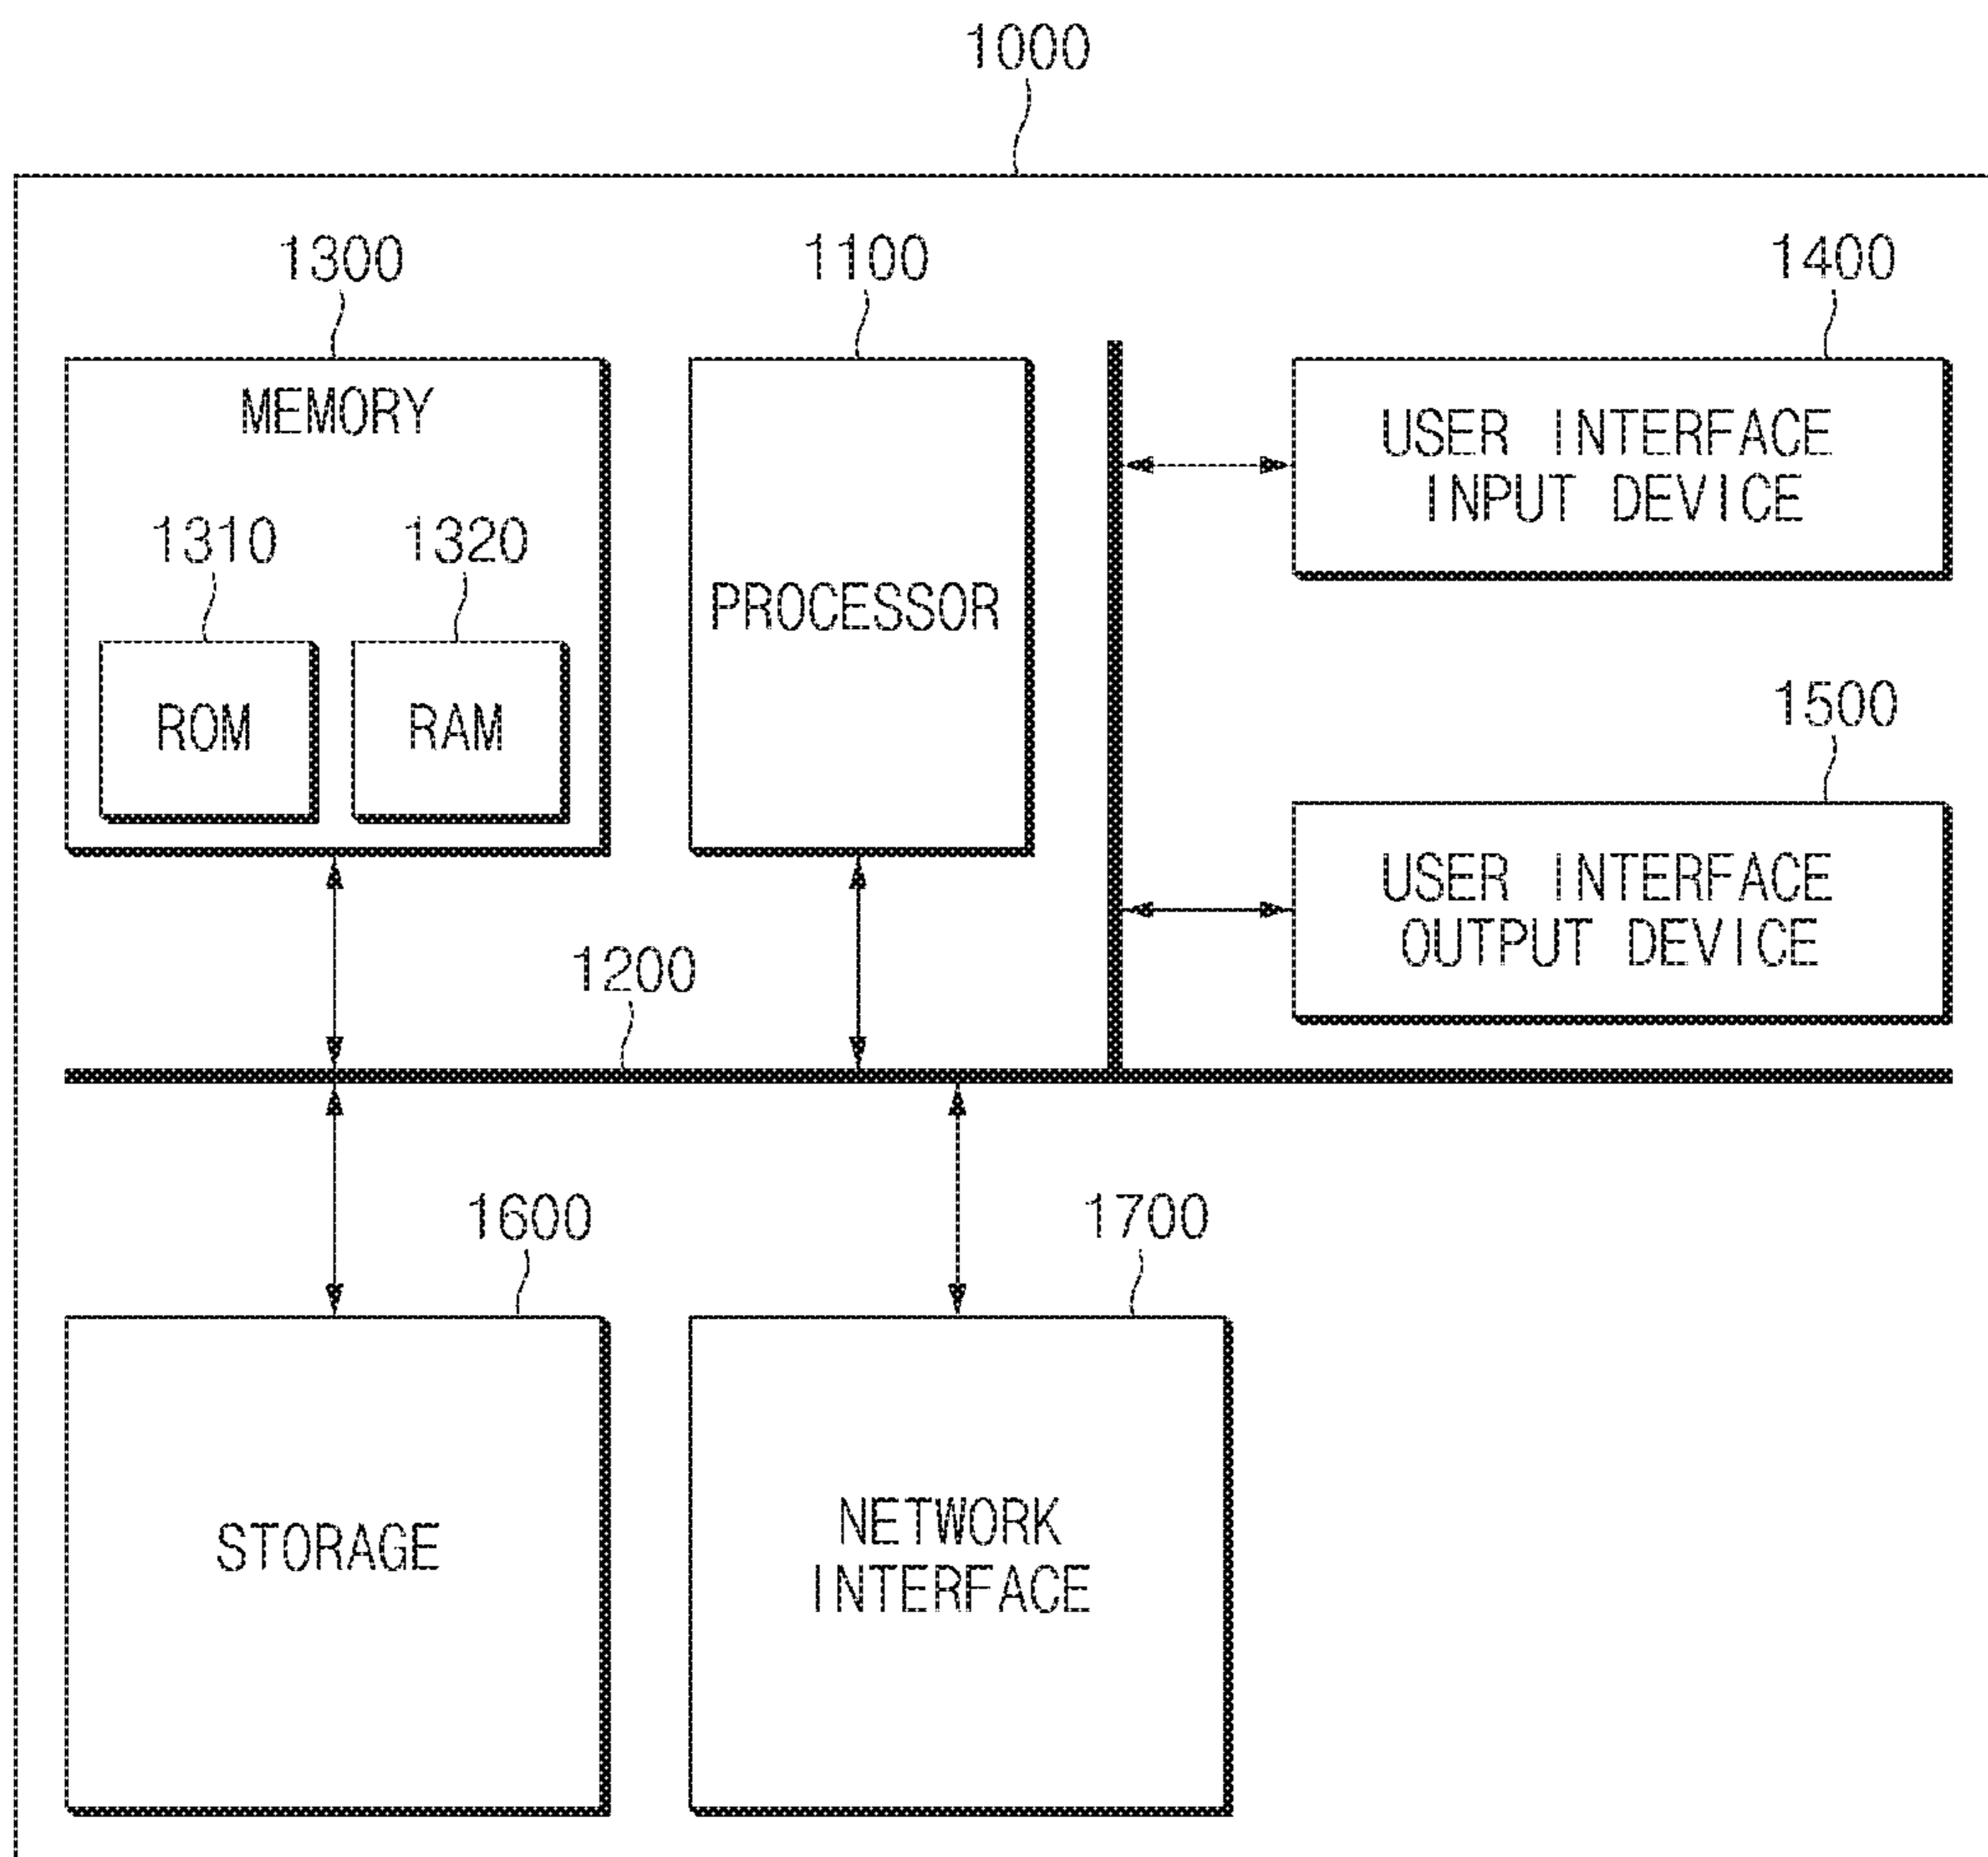 1000
1300
1100
1400
MEMORY
USER INTERFACE
INPUT DEVICE
1310
1320
PROCESSOR
ROM
RAM
1500
USER INTERFACE
OUTPUT DEVICE
1200
1600
1700
STORAGE
NETWORK
INTERFACE